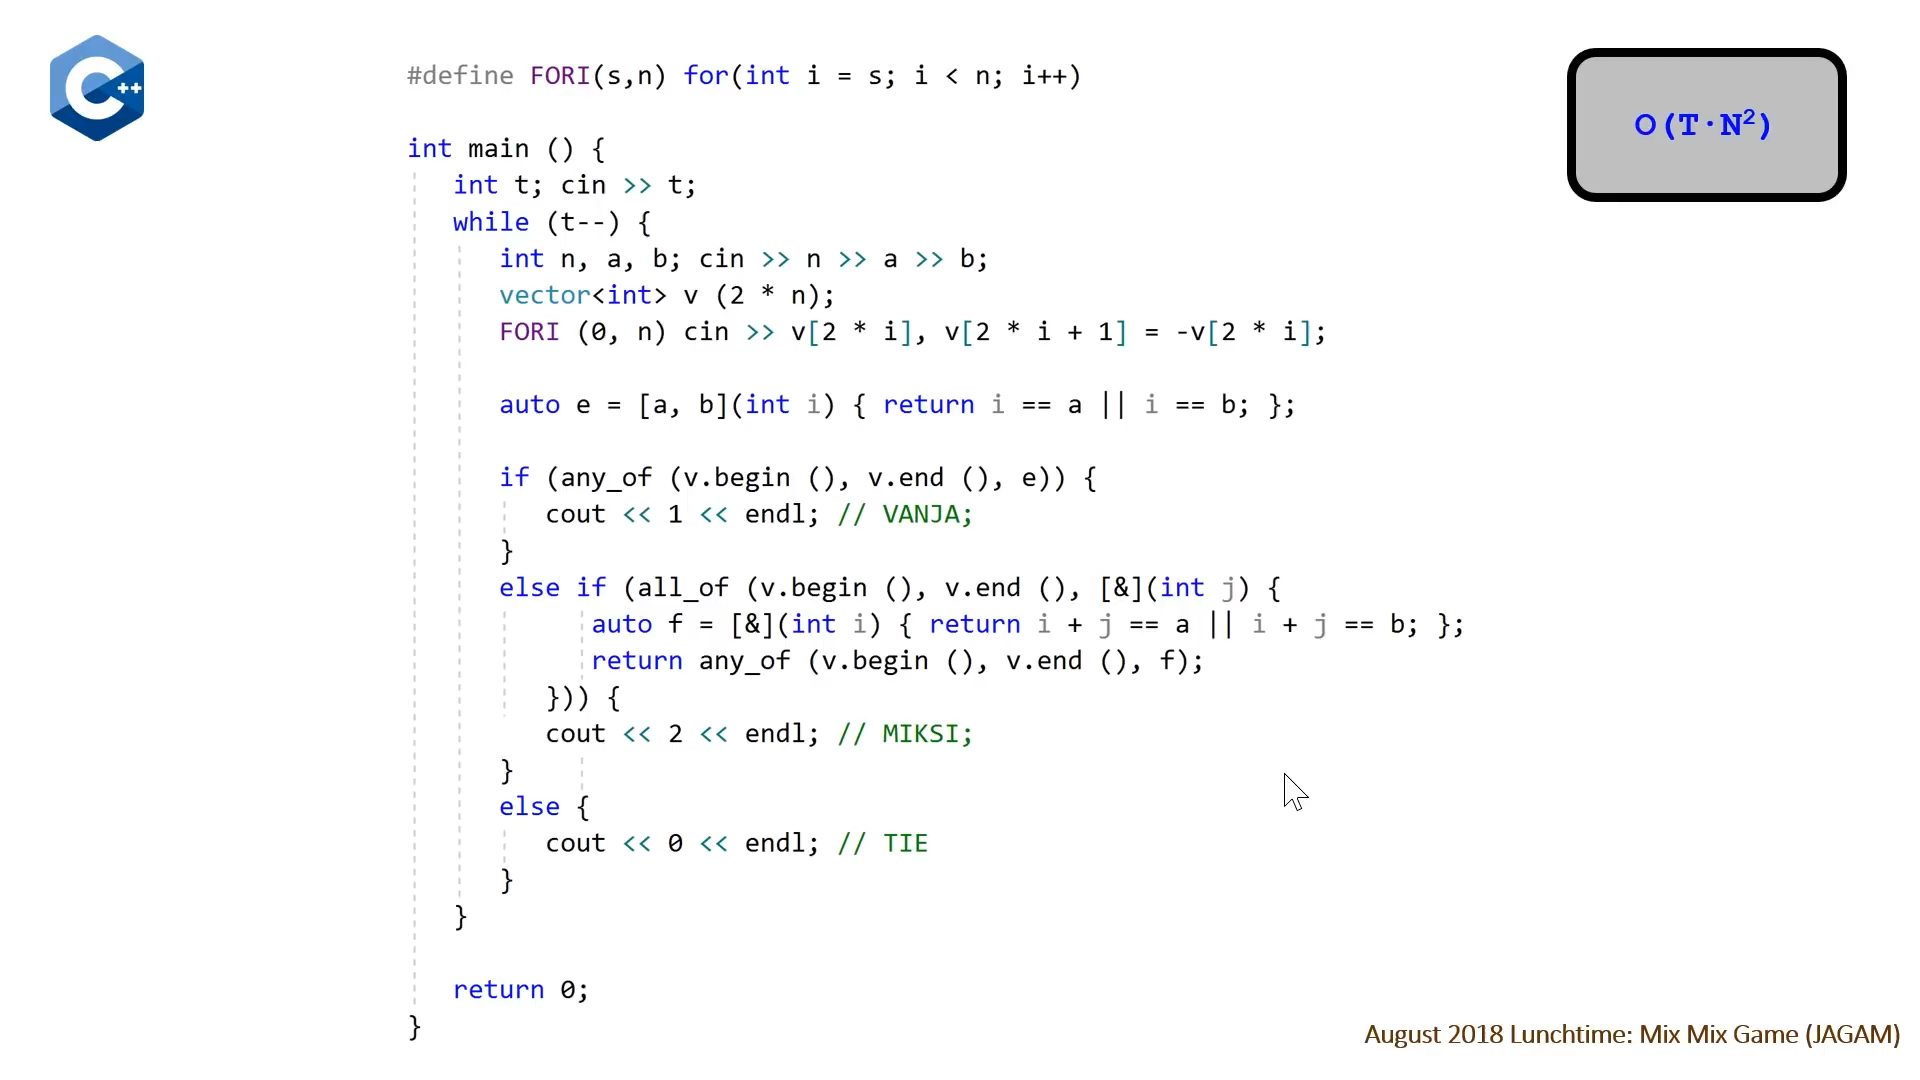 C++
#define FORI(s,n) for(int i = s; i < n; i++)
O(T·N²)
int main () {
int t; cin >> t;
while (t--) {
int n, a, b; cin >> n >> a >> b;
vector<int> v (2 * n);
FORI (0, n) cin >> v[2 * i], v[2 * i + 1] = -v[2 * i];
auto e = [a, b](int i) { return i == a || i == b; };
if (any_of (v.begin (), v.end (), e)) {
cout << 1 << endl; // VANJA;
}
else if (all_of (v.begin (), v.end (), [&](int j) {
auto f = [&](int i) { return i + j == a || i + j == b; };
return any_of (v.begin (), v.end (), f);
})) {
cout << 2 << endl; // MIKSI;
}
else {
cout << 0 << endl; // TIE
}
}
return 0;
}
August 2018 Lunchtime: Mix Mix Game (JAGAM)